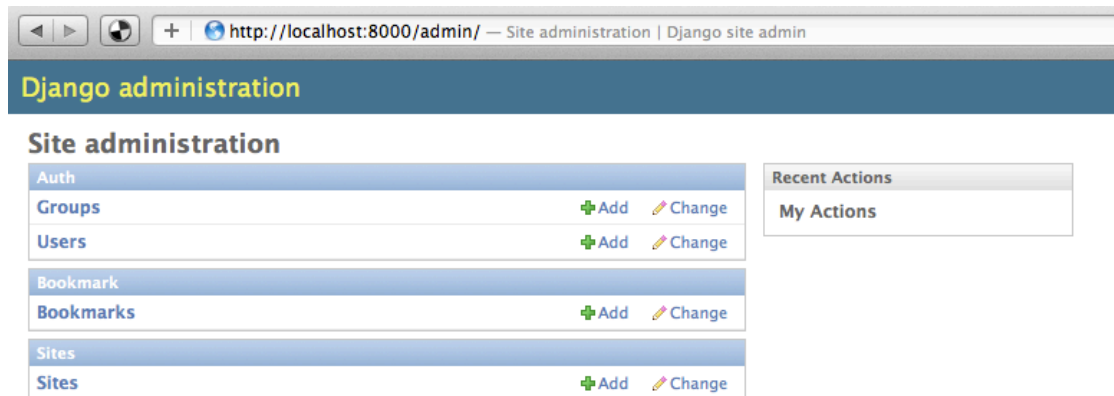 http://localhost:8000/admin/ — Site administration | Django site admin
Django administration
Site administration
Auth
Groups Add Change
Users Add Change
Bookmark
Bookmarks Add Change
Sites
Sites Add Change
Recent Actions
My Actions